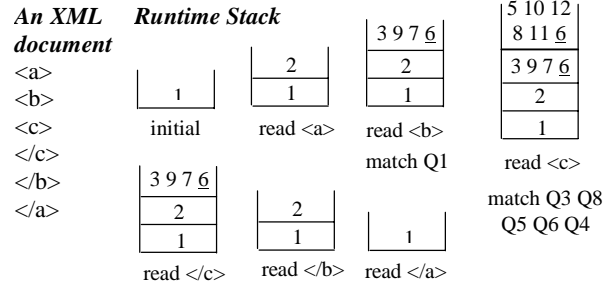 An XML document
<a>
<b>
<c>
</c>
</b>
</a>
Runtime Stack
1
initial
2
1
read <a>
3 9 7 6
2
1
read <b>
match Q1
5 10 12
8 11 6
3 9 7 6
2
1
read <c>
match Q3 Q8
Q5 Q6 Q4
3 9 7 6
2
1
read </c>
2
1
read </b>
1
read </a>